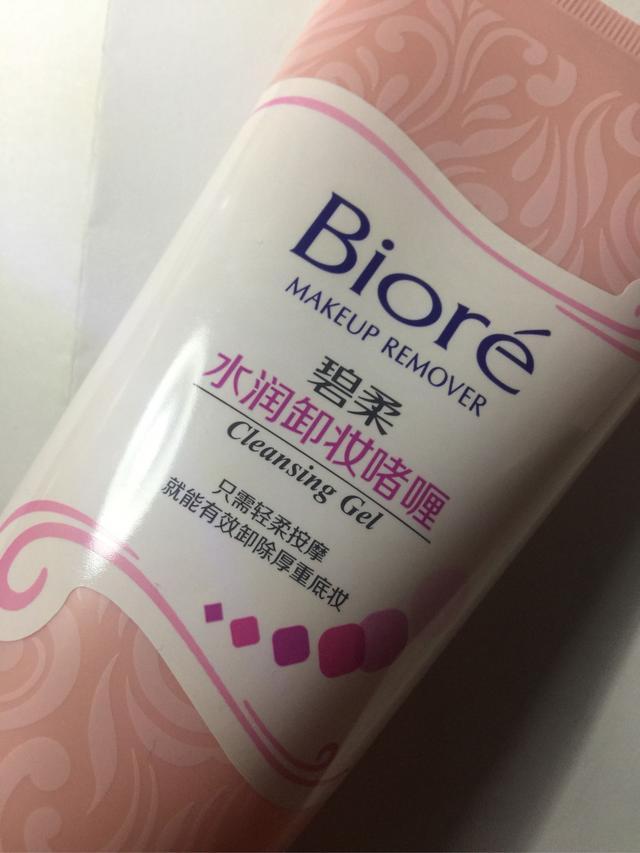 Bioré
MAKEUP REMOVER
碧柔
水润卸妆啫喱
Cleansing Gel
只需轻柔按摩
就能有效卸除厚重底妆